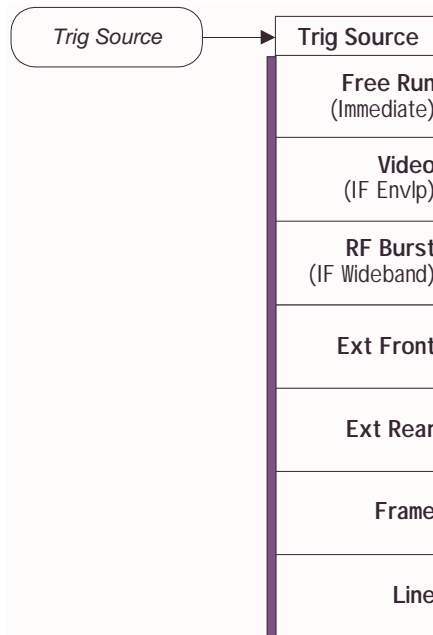 Trig Source
Trig Source
Free Run
(Immediate)
Video
(IF Envlp)
RF Burst
(IF Wideband)
Ext Front
Ext Rear
Frame
Line